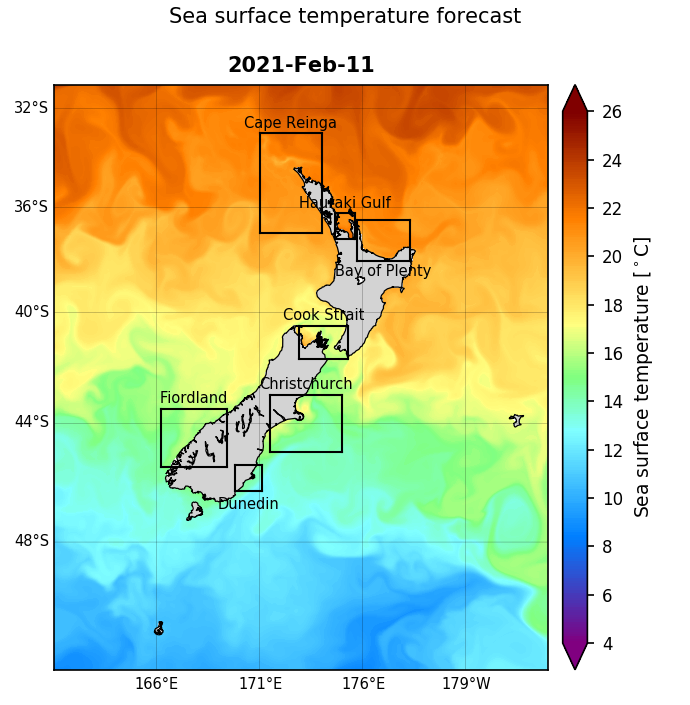 Sea surface temperature forecast
2021-Feb-11
32°S
36°S
40°S
44°S
48°S
166°E
171°E
176°E
179°W
Cape Reinga
Hauraki Gulf
Bay of Plenty
Cook Strait
Christchurch
Fiordland
Dunedin
26
24
22
20
18
16
14
12
10
8
6
4
Sea surface temperature [°C]